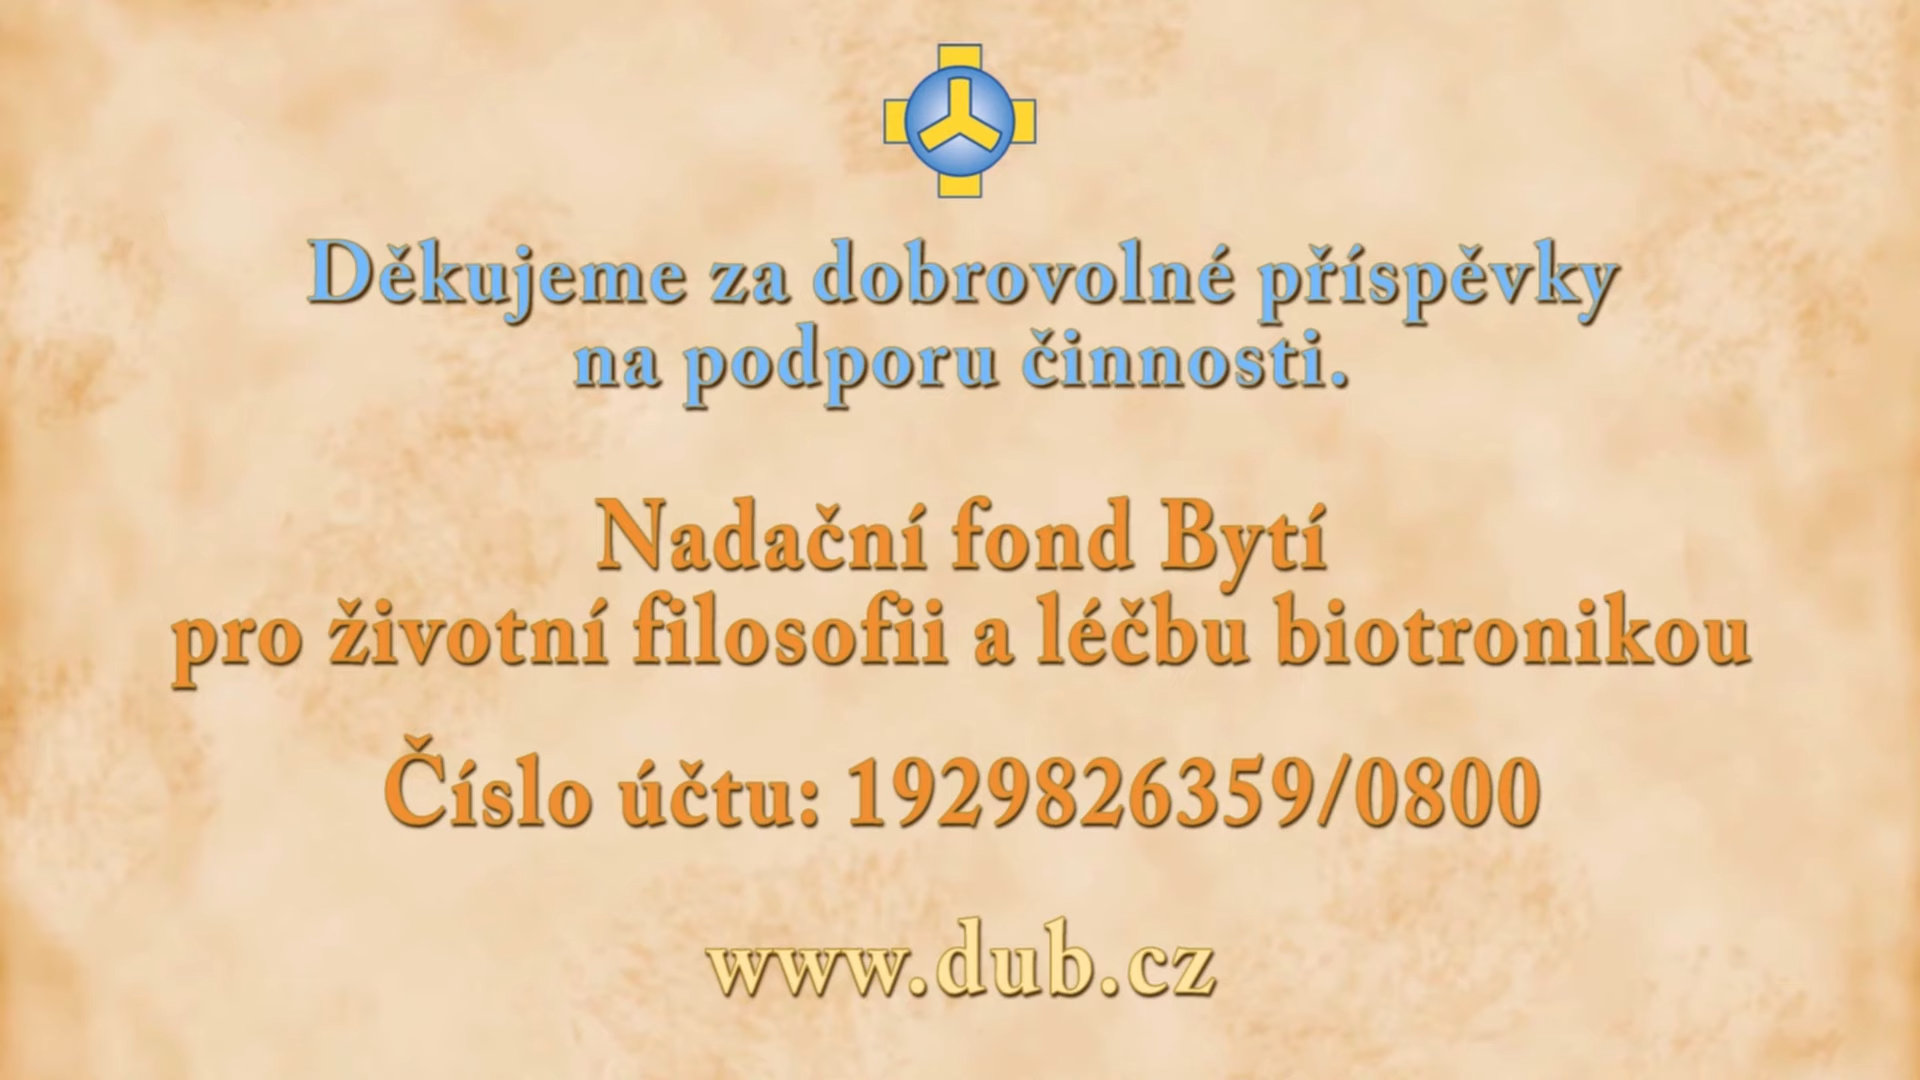 Děkujeme za dobrovolné příspěvky
na podporu činnosti.
Nadační fond Bytí
pro životní filosofii a léčbu biotronikou
Číslo účtu: 1929826359/0800
www.dub.cz